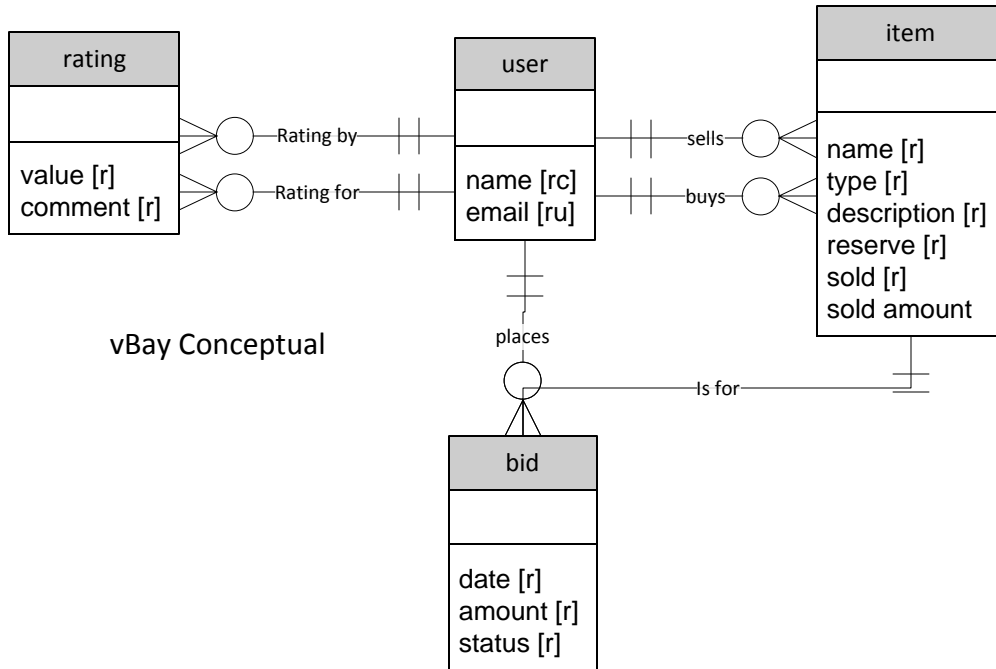 rating
value [r]
comment [r]
Rating by
Rating for
user
name [rc]
email [ru]
sells
buys
item
name [r]
type [r]
description [r]
reserve [r]
sold [r]
sold amount
vBay Conceptual
places
Is for
bid
date [r]
amount [r]
status [r]